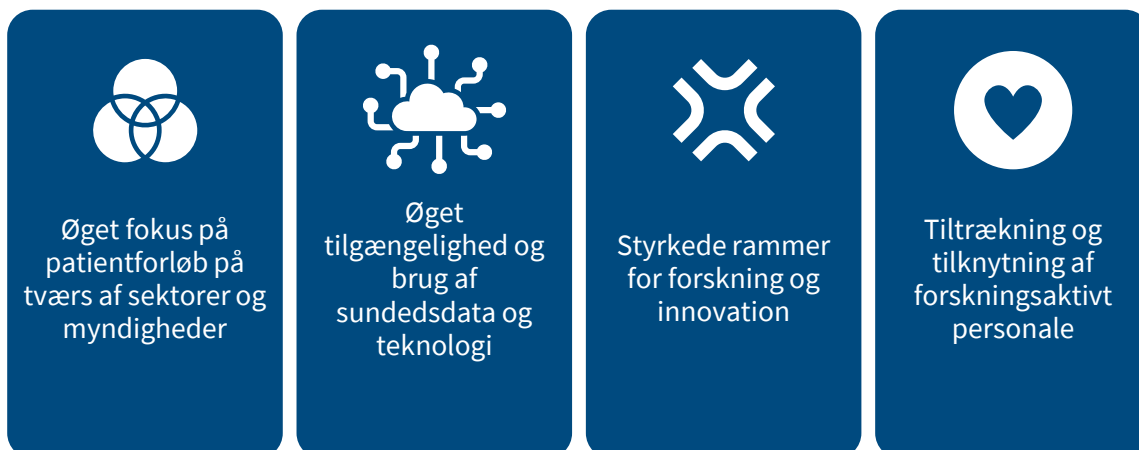 Øget fokus på
patientforløb på
tværs af sektorer og
myndigheder
Øget
tilgængelighed og
brug af
sundedsdata og
teknologi
Styrkede rammer
for forskning og
innovation
Tiltrækning og
tilknytning af
forskningsaktivt
personale